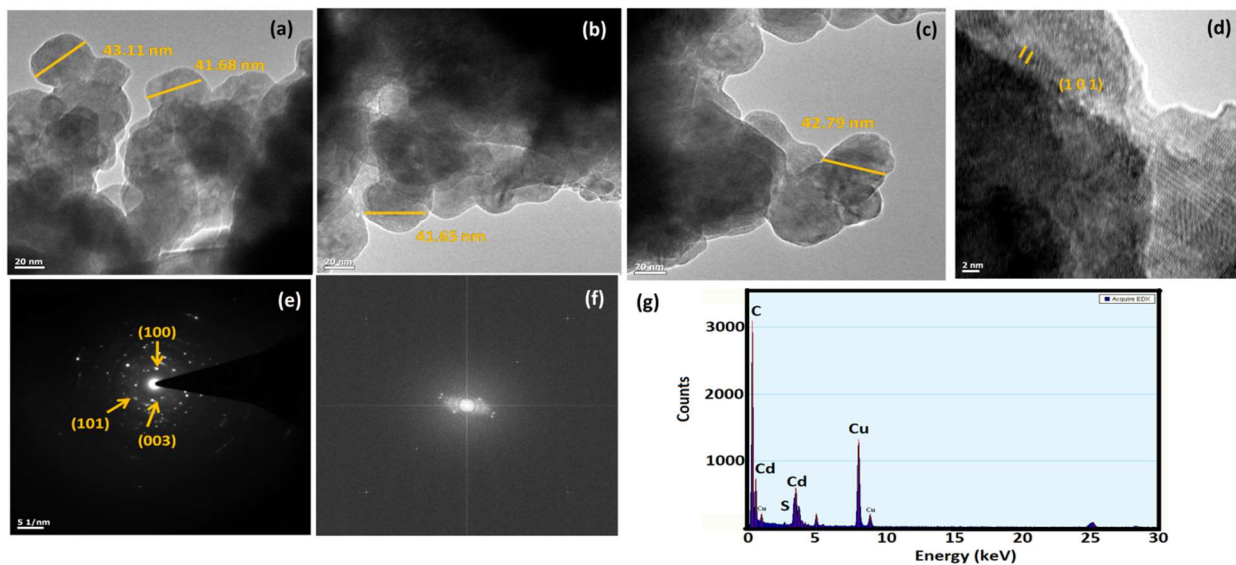 (a)
43.11 nm
41.68 nm
20 nm
(b)
41.65 nm
20 nm
(c)
42.79 nm
20 nm
(d)
(1 0 1)
2 nm
(e)
(100)
(101)
(003)
5 1/nm
(f)
(g)
Acquire EDX
C
3000
2000
1000
0
Counts
Cd
Cu
S
Cd
Cu
Cu
0
5
10
15
20
25
30
Energy (keV)